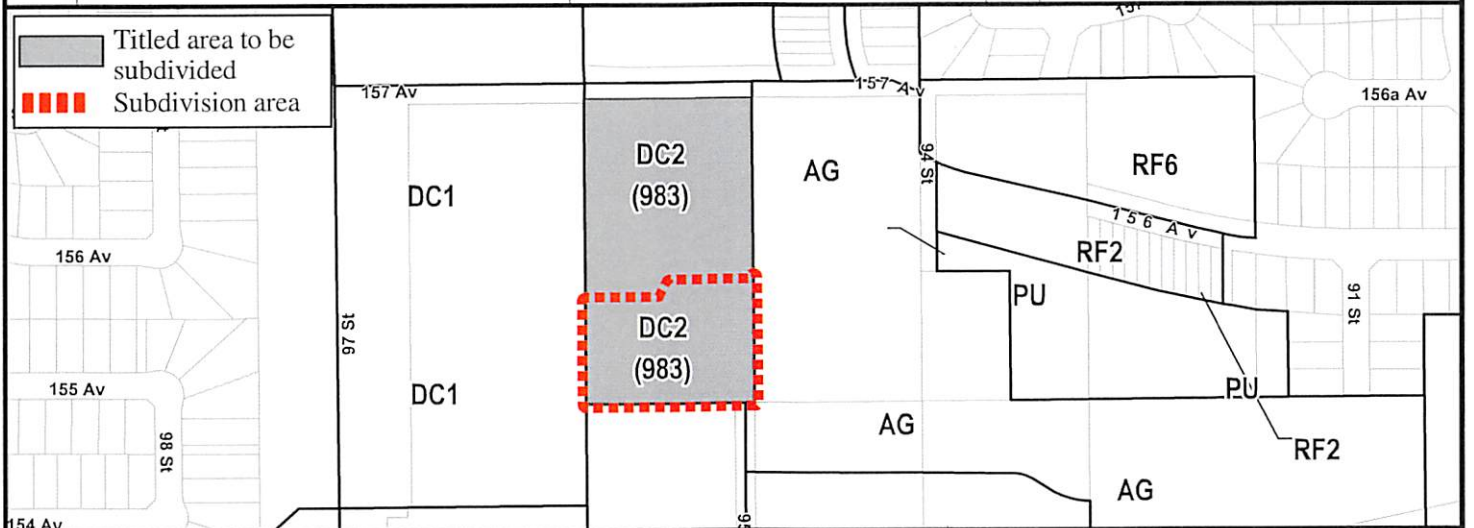 Titled area to be
subdivided
Subdivision area
157 Av
157 Av
156a Av
DC2
(983)
AG
94 St
RF6
DC1
156 Av
156 Av
RF2
PU
91 St
97 St
DC2
(983)
155 Av
DC1
PU
AG
98 St
RF2
AG
154 Av